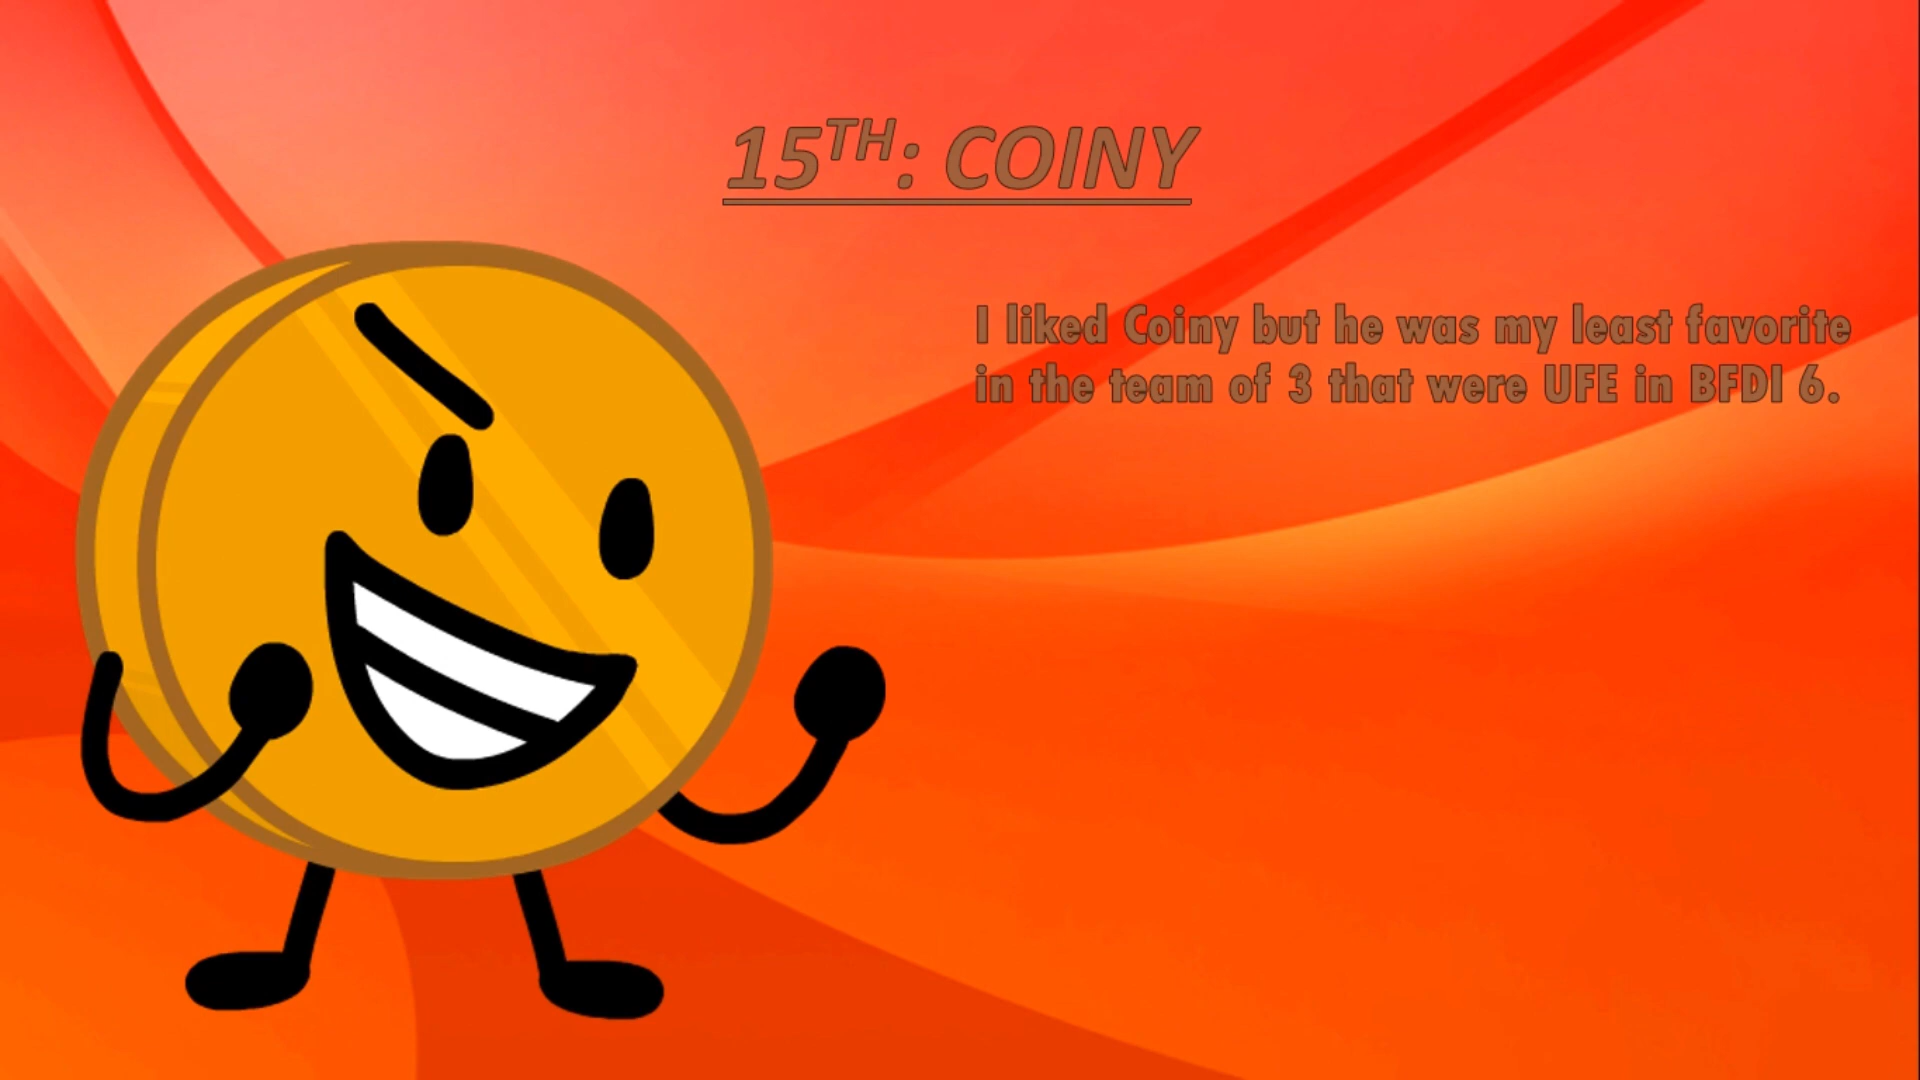 15TH: COINY
I liked Coiny but he was my least favorite
in the team of 3 that were UFE in BFDI 6.